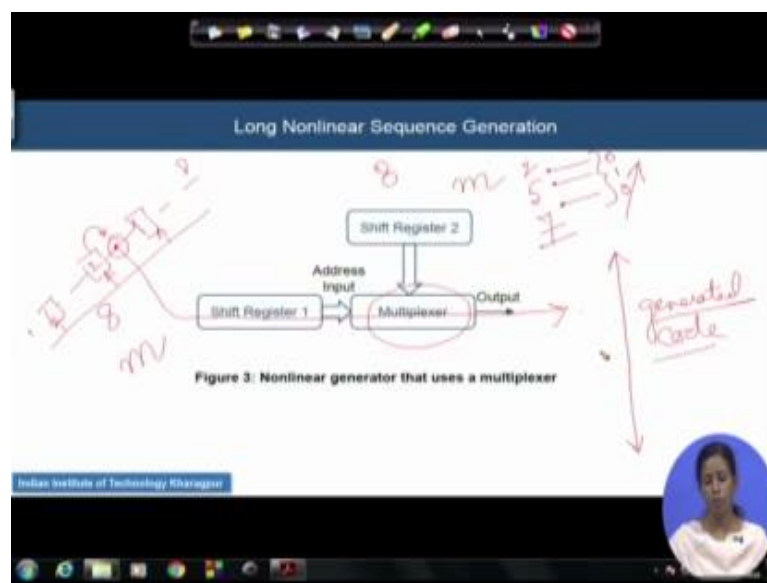 Long Nonlinear Sequence Generation
8
8
m
2
5
7
Shift Register 2
Address
Input
Output
Shift Register 1
Multiplexer
generated
code
8
m
Figure 3: Nonlinear generator that uses a multiplexer
Indian Institute of Technology Kharagpur